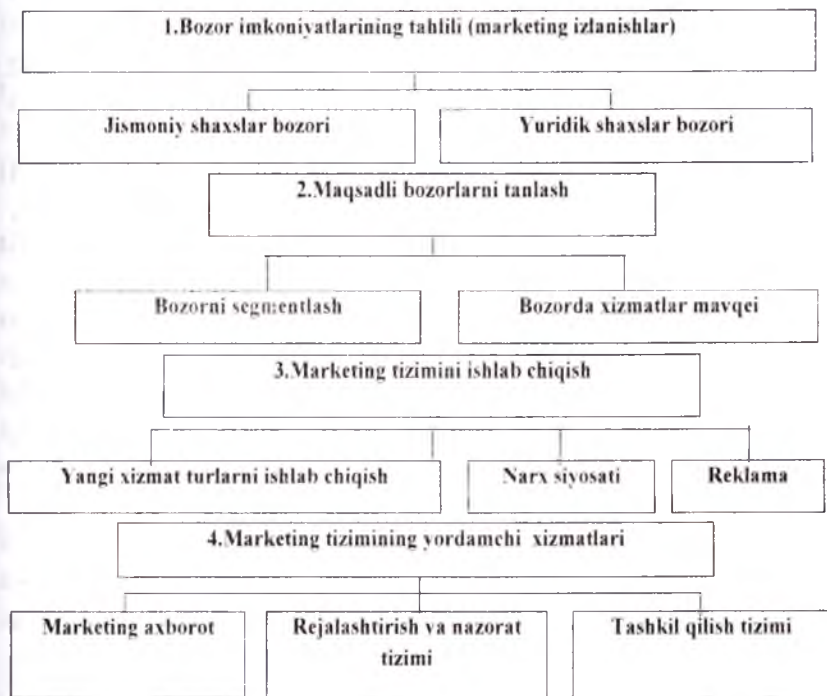 1.Bozor imkoniyatlarining tahlili (marketing izlanishlar)
Jismoniy shaxslar bozori
Yuridik shaxslar bozori
2.Maqsadli bozorlarni tanlash
Bozorni segmentlash
Bozorda xizmatlar mavqei
3.Marketing tizimini ishlab chiqish
Yangi xizmat turlarni ishlab chiqish
Narx siyosati
Reklama
4.Marketing tizimining yordamchi xizmatlari
Marketing axborot
Rejalashtirish va nazorat
tizimi
Tashkil qilish tizimi